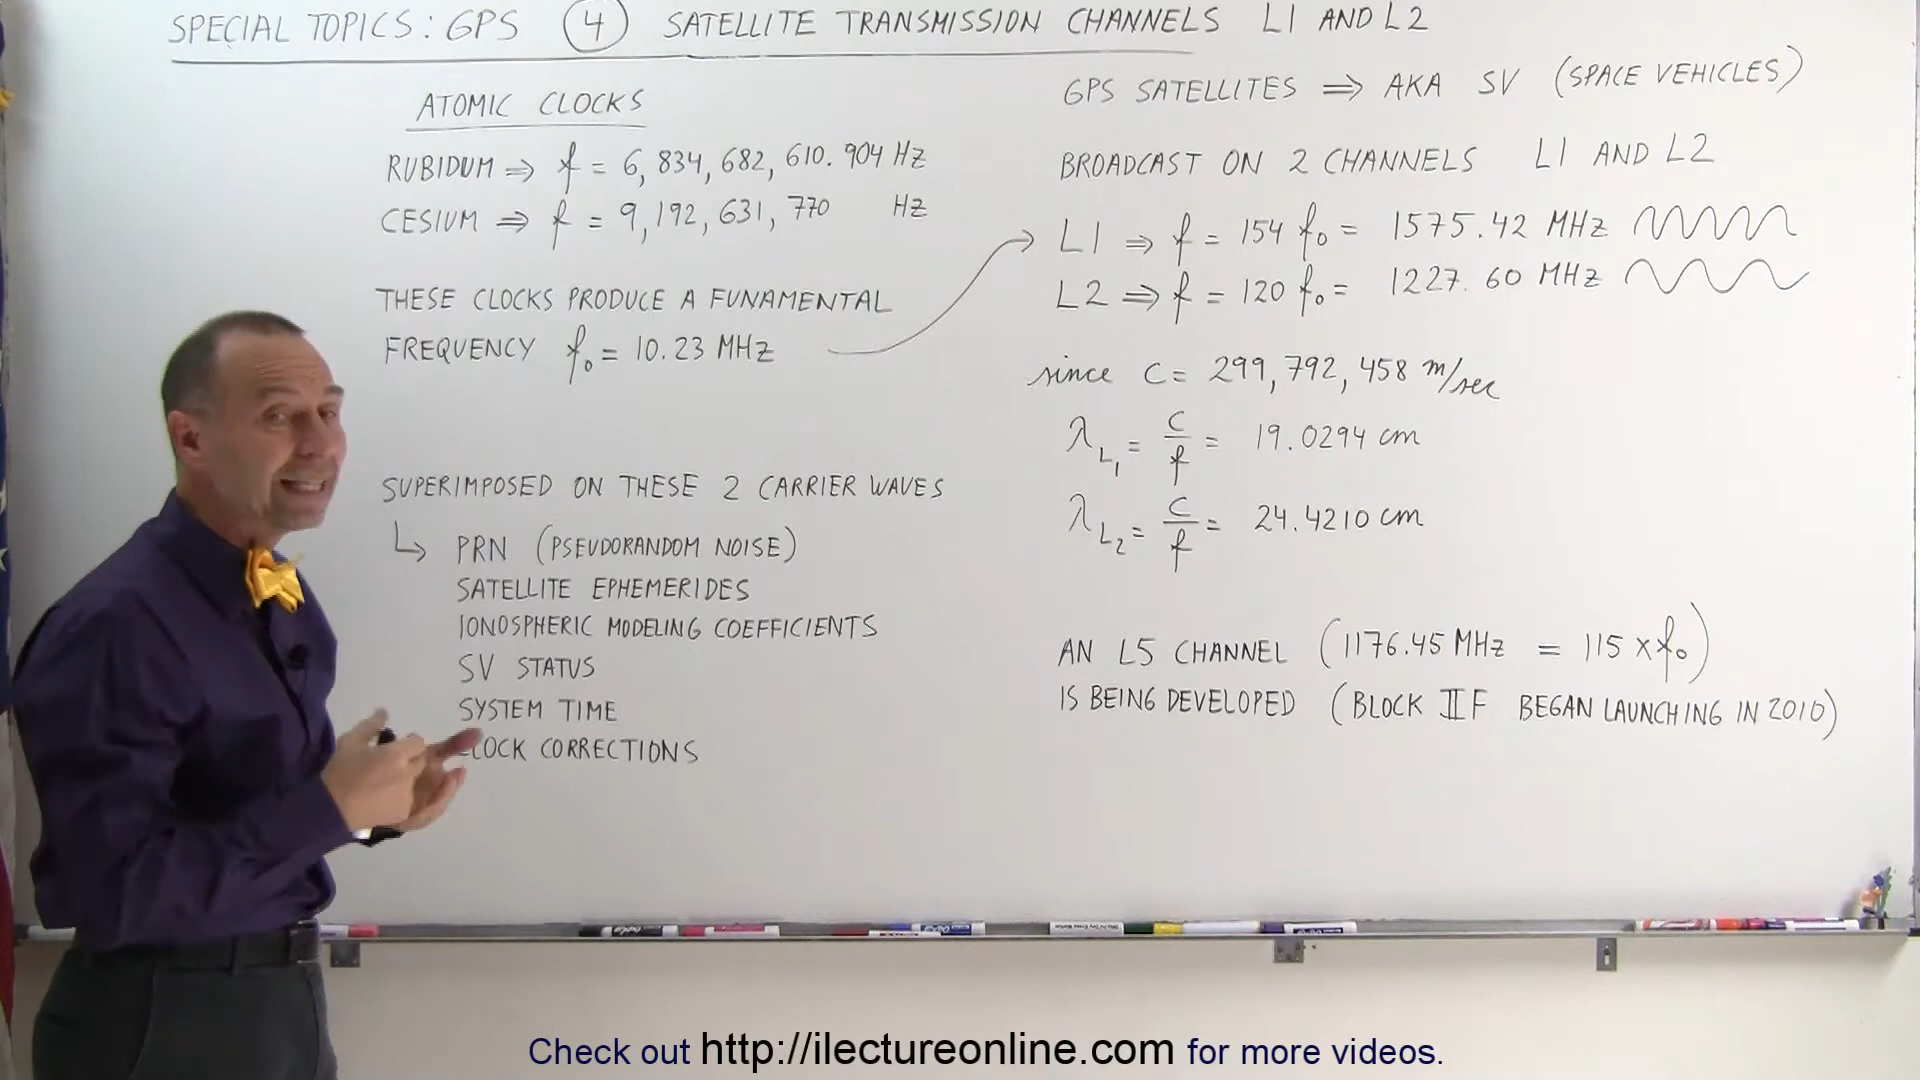 SPECIAL TOPICS: GPS 4 SATELLITE TRANSMISSION CHANNELS L1 AND L2
ATOMIC CLOCKS
RUBIDUM ⇒ f = 6,834,682,610.904 HZ
CESIUM ⇒ f = 9,192,631,770 HZ
THESE CLOCKS PRODUCE A FUNAMENTAL
FREQUENCY f₀ = 10.23 MHZ
SUPERIMPOSED ON THESE 2 CARRIER WAVES
↳ PRN (PSEUDORANDOM NOISE)
SATELLITE EPHEMERIDES
IONOSPHERIC MODELING COEFFICIENTS
SV STATUS
SYSTEM TIME
CLOCK CORRECTIONS
GPS SATELLITES ⇒ AKA SV (SPACE VEHICLES)
BROADCAST ON 2 CHANNELS L1 AND L2
L1 ⇒ f = 154 f₀ = 1575.42 MHZ
L2 ⇒ f = 120 f₀ = 1227.60 MHZ
since C = 299,792,458 m/sec
λ_L1 = c/f = 19.0294 cm
λ_L2 = c/f = 24.4210 cm
AN L5 CHANNEL (1176.45 MHZ = 115 x f₀)
IS BEING DEVELOPED (BLOCK IIF BEGAN LAUNCHING IN 2010)
Check out http://ilectureonline.com for more videos.